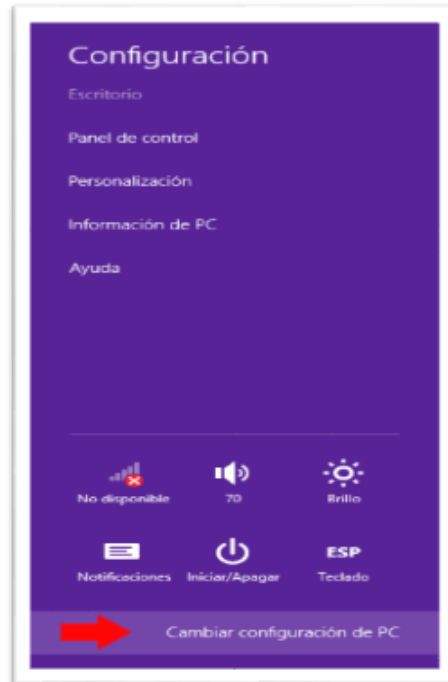 Configuración
Escritorio
Panel de control
Personalización
Información de PC
Ayuda
No disponible
70
Brillo
Notificaciones
Iniciar/Apagar
ESP
Teclado
Cambiar configuración de PC